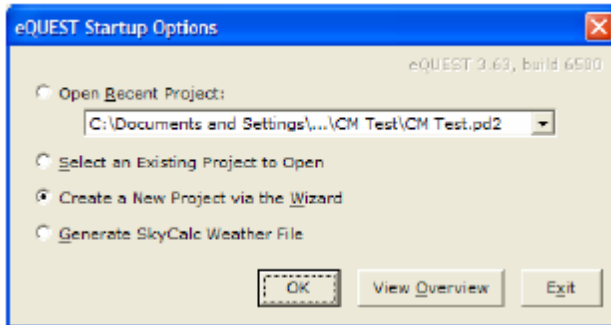 eQUEST Startup Options
eQUEST 3.63, build 6500
Open Recent Project:
C:\Documents and Settings\...\CM Test\CM Test.pd2
Select an Existing Project to Open
Create a New Project via the Wizard
Generate SkyCalc Weather File
OK View Overview Exit